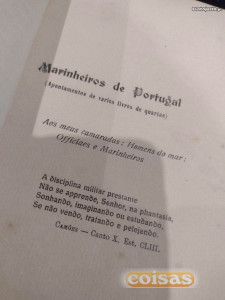 Marinheiros de Portugal
(Apontamentos de varios livros de quartos)
Aos meus camaradas: Homens do mar:
Officiaes e Marinheiros
A disciplina militar prestante
Não se apprende, Senhor, na phantasia,
Sonhando, imaginando ou estudando,
Se não vendo, tratando e pelejando.
CAMÕES — Canto X, Est. CLIII.
coisas